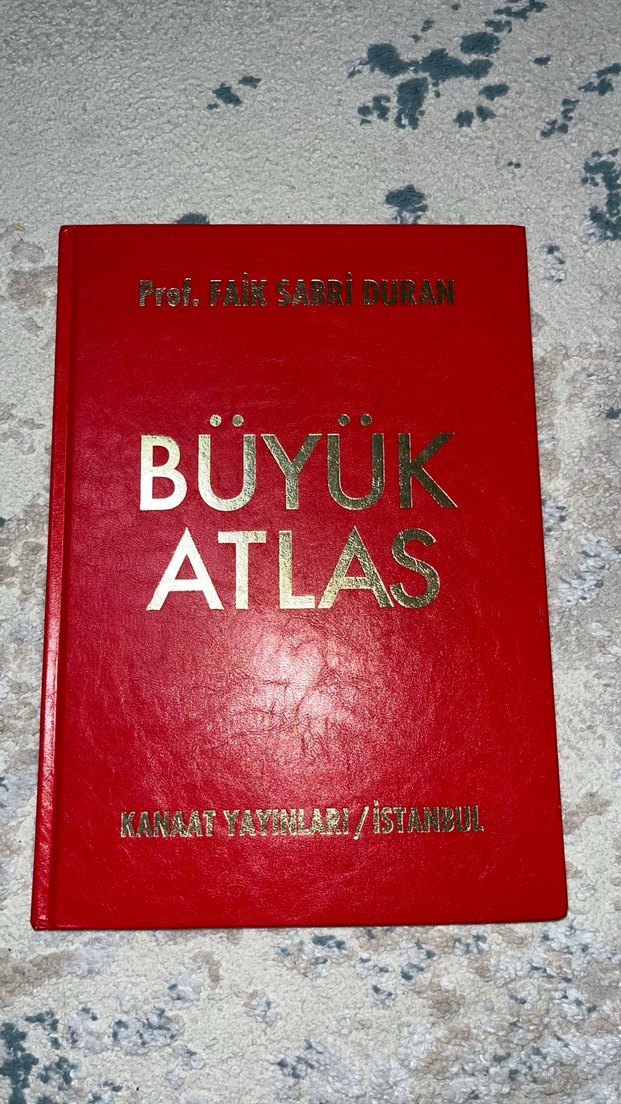 Prof. FAİK SABRİ DURAN
BÜYÜK
ATLAS
KANAAT YAYINLARI / İSTANBUL